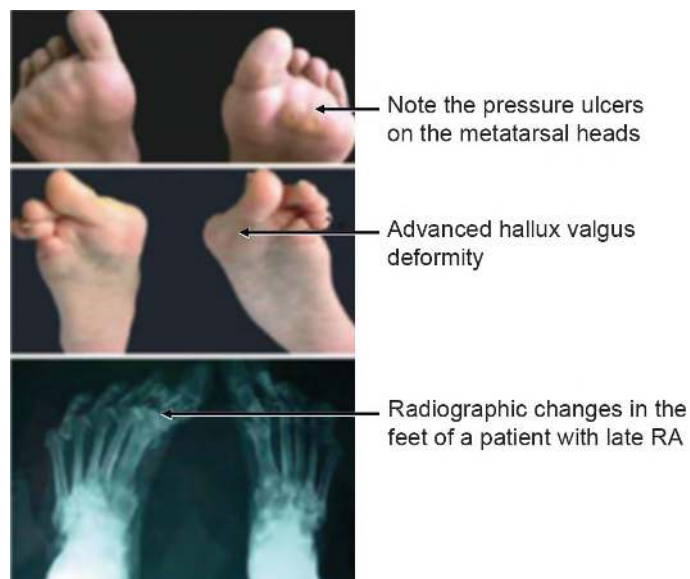 Note the pressure ulcers
on the metatarsal heads
Advanced hallux valgus
deformity
Radiographic changes in the
feet of a patient with late RA